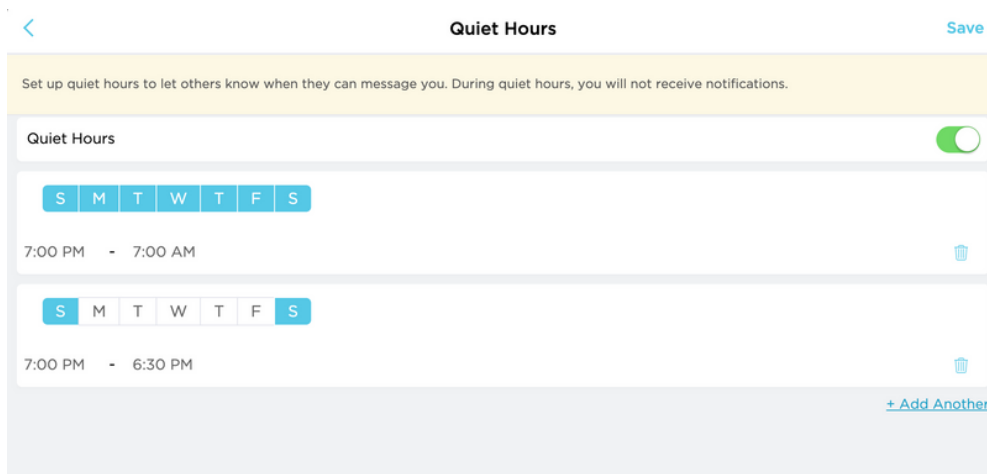 Quiet Hours
Save
Set up quiet hours to let others know when they can message you. During quiet hours, you will not receive notifications.
Quiet Hours
S M T W T F S
7:00 PM - 7:00 AM
S M T W T F S
7:00 PM - 6:30 PM
+ Add Another